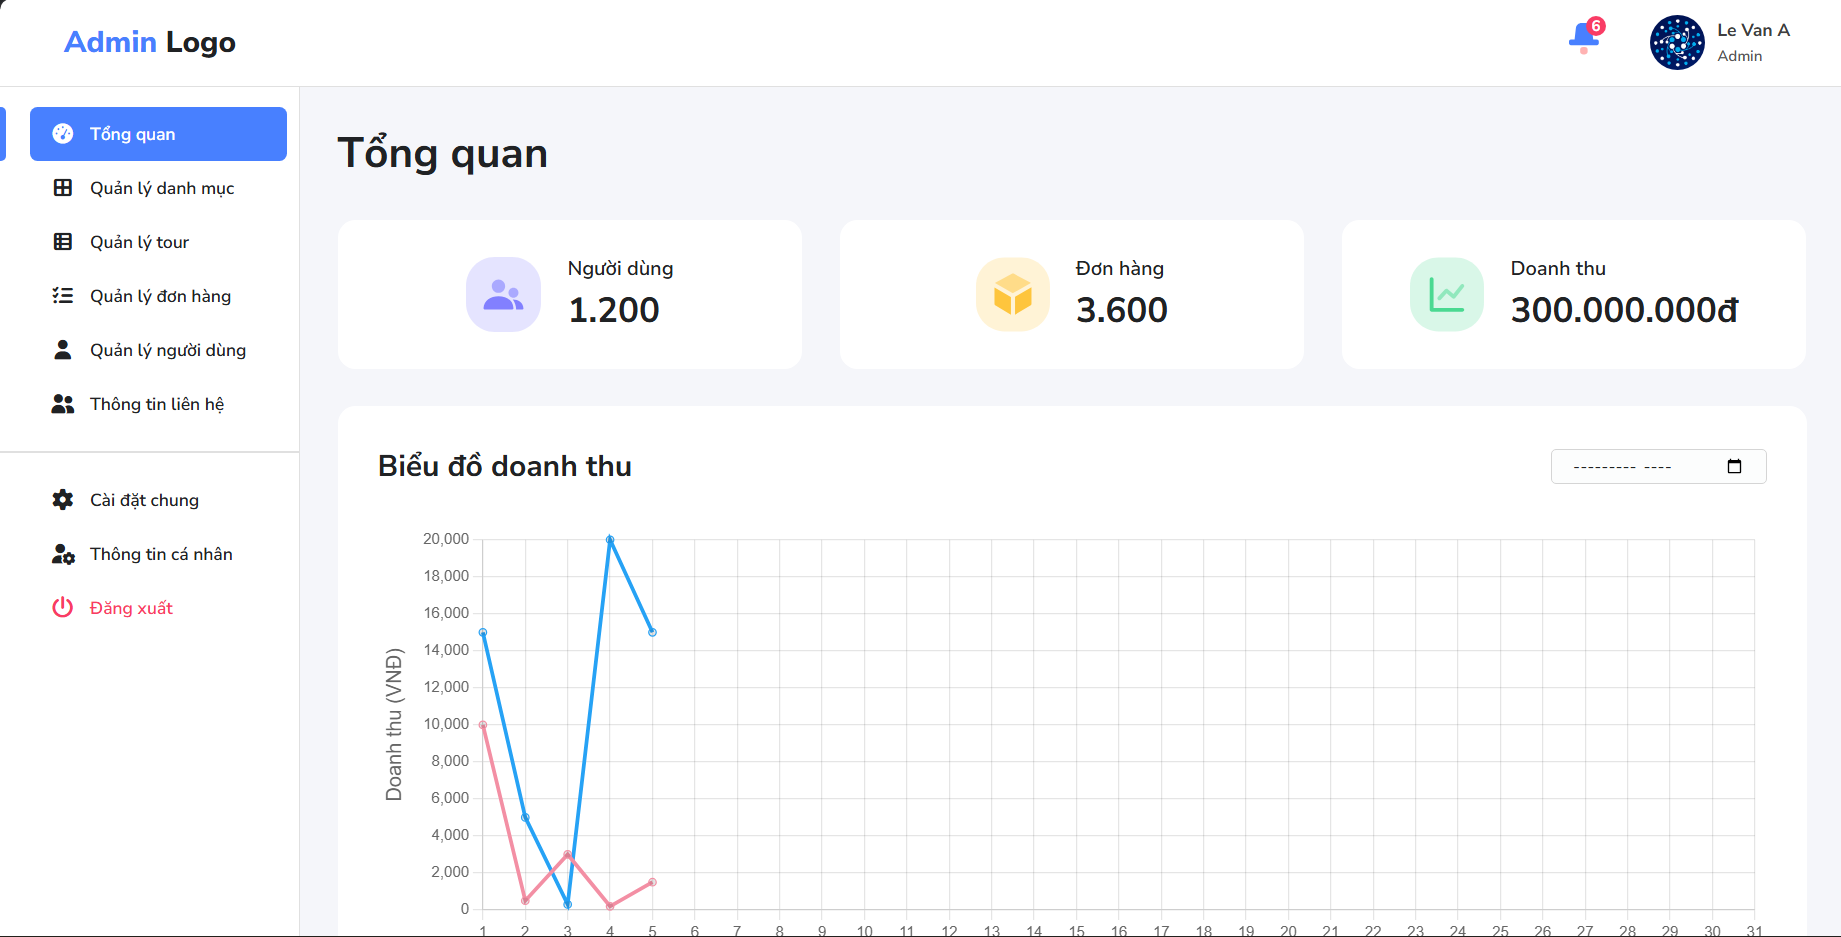 Admin Logo
6
Le Van A
Admin
Tổng quan
Quản lý danh mục
Quản lý tour
Quản lý đơn hàng
Quản lý người dùng
Thông tin liên hệ
Cài đặt chung
Thông tin cá nhân
Đăng xuất
Tổng quan
Người dùng
1.200
Đơn hàng
3.600
Doanh thu
300.000.000đ
Biểu đồ doanh thu
--------- ----
Doanh thu (VNĐ)
20,000
18,000
16,000
14,000
12,000
10,000
8,000
6,000
4,000
2,000
0
1 2 3 4 5 6 7 8 9 10 11 12 13 14 15 16 17 18 19 20 21 22 23 24 25 26 27 28 29 30 31